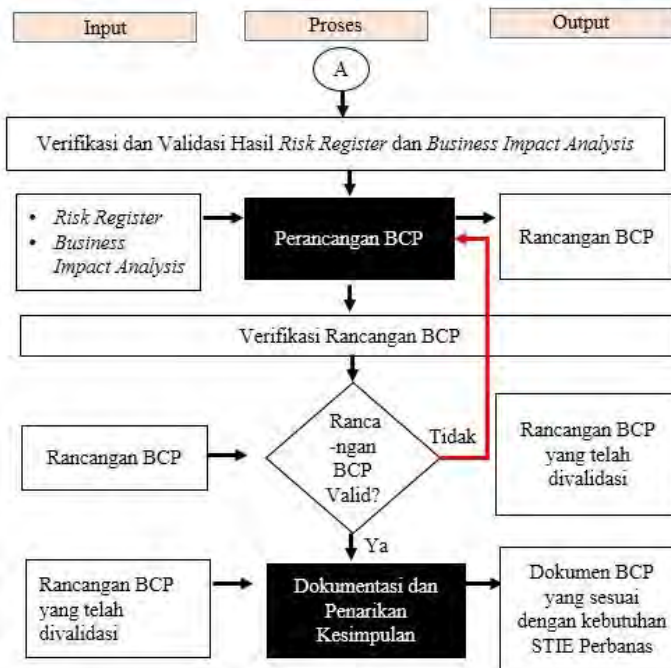 Input
Proses
Output
A
Verifikasi dan Validasi Hasil Risk Register dan Business Impact Analysis
• Risk Register
• Business
Impact Analysis
Perancangan BCP
Rancangan BCP
Verifikasi Rancangan BCP
Rancangan BCP
Ranca
-ngan
BCP
Valid?
Tidak
Rancangan BCP
yang telah
divalidasi
Ya
Rancangan BCP
yang telah
divalidasi
Dokumentasi dan
Penarikan
Kesimpulan
Dokumen BCP
yang sesuai
dengan kebutuhan
STIE Perbanas